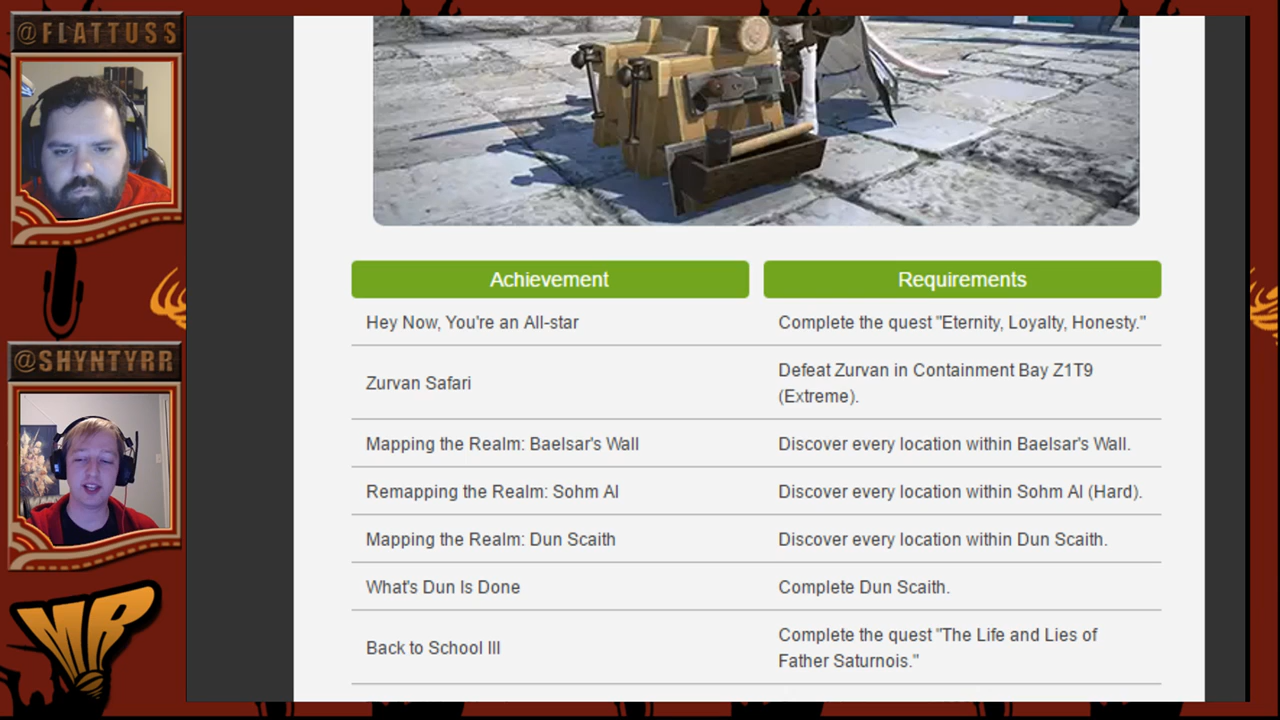 @FLATTUSS
@SHYNTYRR
MR
Achievement Requirements
Hey Now, You're an All-star Complete the quest "Eternity, Loyalty, Honesty."
Zurvan Safari Defeat Zurvan in Containment Bay Z1T9
(Extreme).
Mapping the Realm: Baelsar's Wall Discover every location within Baelsar's Wall.
Remapping the Realm: Sohm Al Discover every location within Sohm Al (Hard).
Mapping the Realm: Dun Scaith Discover every location within Dun Scaith.
What's Dun Is Done Complete Dun Scaith.
Back to School III Complete the quest "The Life and Lies of
Father Saturnois."